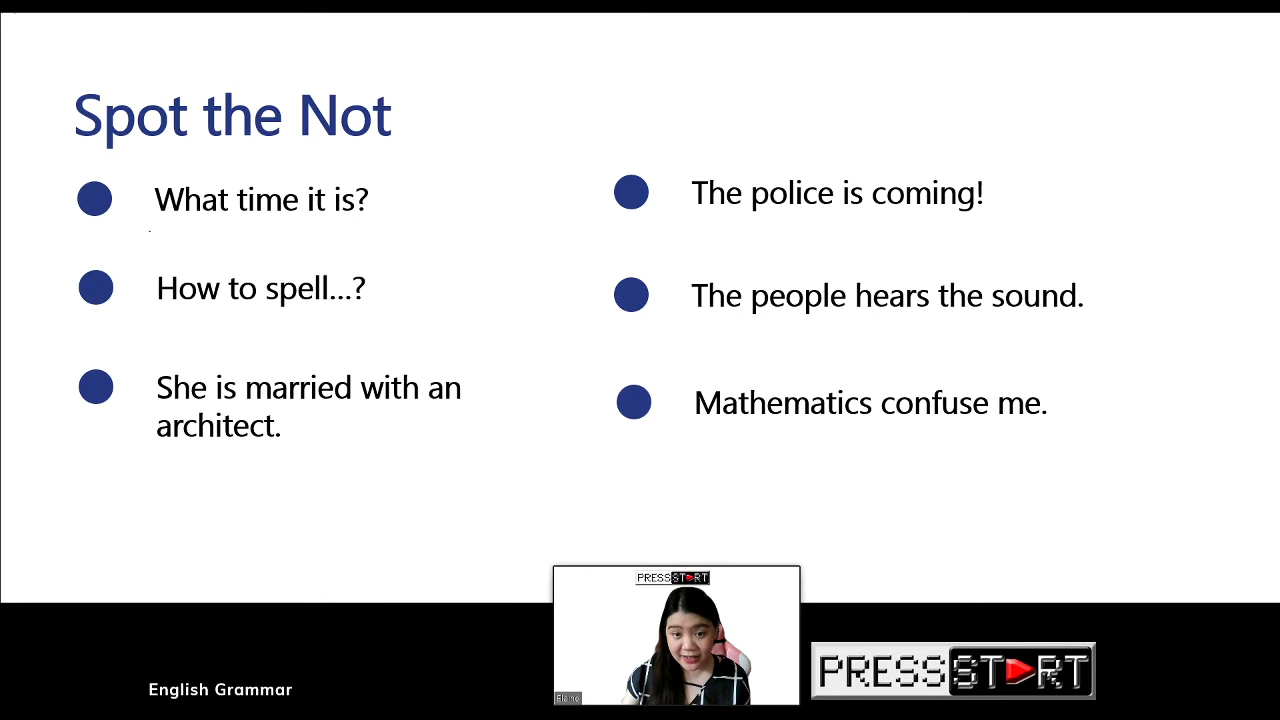 Spot the Not
What time it is?
How to spell...?
She is married with an
architect.
The police is coming!
The people hears the sound.
Mathematics confuse me.
PRESSSTART
Elaine
English Grammar
PRESSSTART